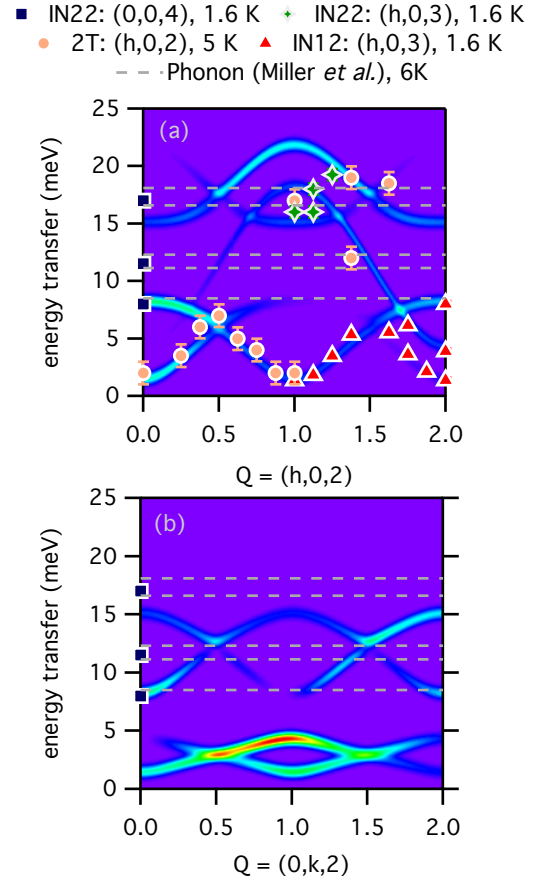 IN22: (0,0,4), 1.6 K IN22: (h,0,3), 1.6 K
2T: (h,0,2), 5 K IN12: (h,0,3), 1.6 K
Phonon (Miller et al.), 6K
(a)
energy transfer (meV)
25
20
15
10
5
0
0.0 0.5 1.0 1.5 2.0
Q = (h,0,2)
(b)
energy transfer (meV)
25
20
15
10
5
0
0.0 0.5 1.0 1.5 2.0
Q = (0,k,2)